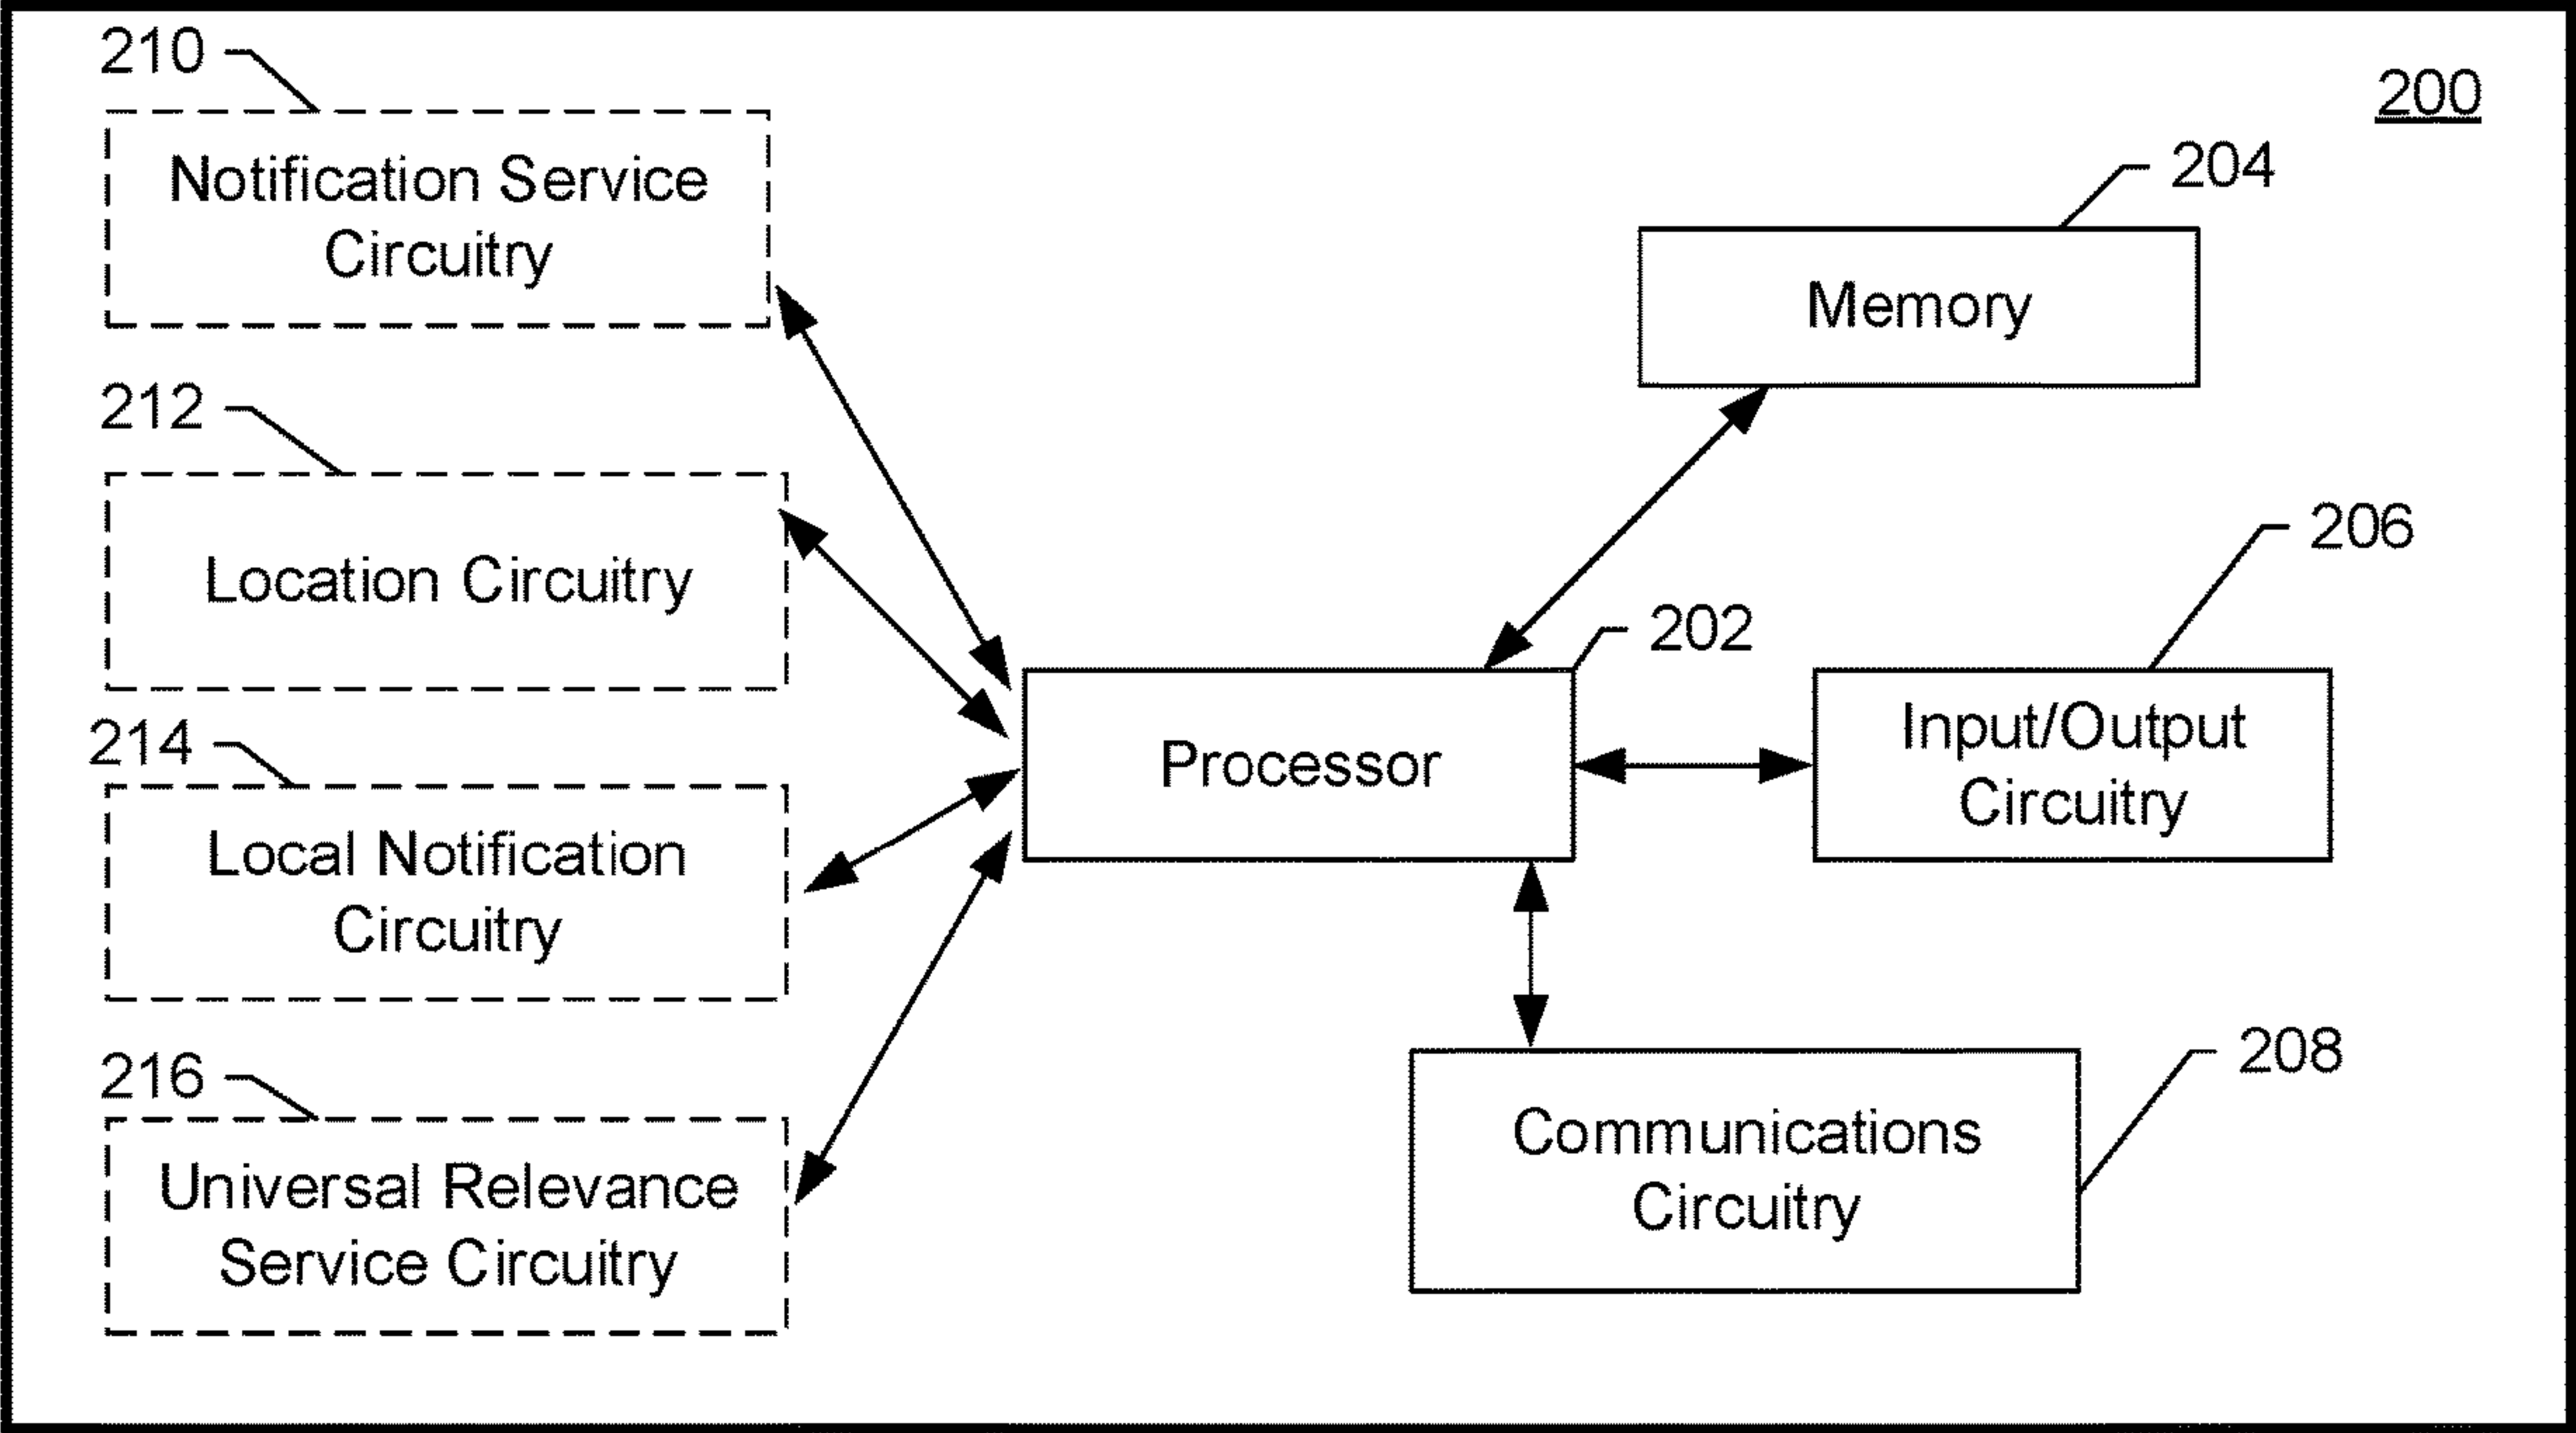 210
Notification Service
Circuitry
212
Location Circuitry
214
Local Notification
Circuitry
216
Universal Relevance
Service Circuitry
200
204
Memory
206
Input/Output
Circuitry
202
Processor
208
Communications
Circuitry